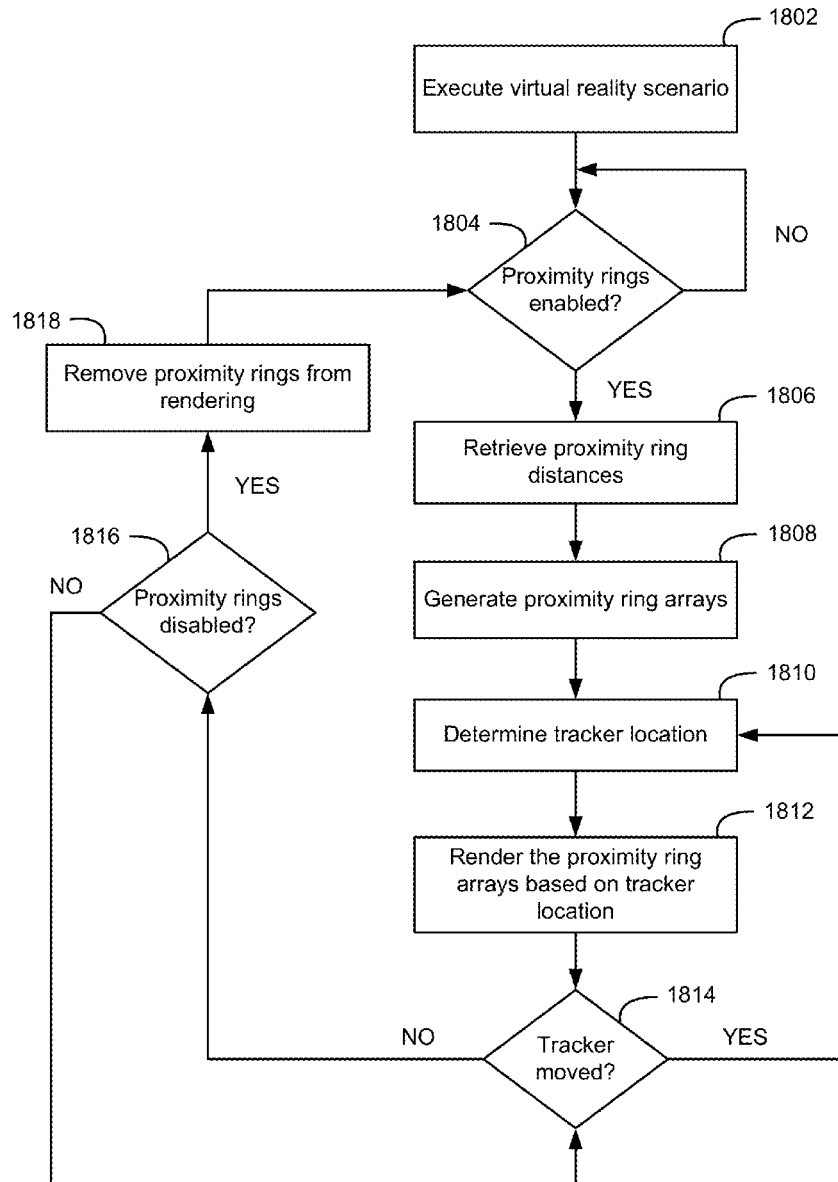 1802
Execute virtual reality scenario
1804
NO
Proximity rings
enabled?
1818
Remove proximity rings from
rendering
YES
1806
Retrieve proximity ring
distances
YES
1816
1808
NO
Proximity rings
disabled?
Generate proximity ring arrays
1810
Determine tracker location
1812
Render the proximity ring
arrays based on tracker
location
1814
NO
Tracker
moved?
YES